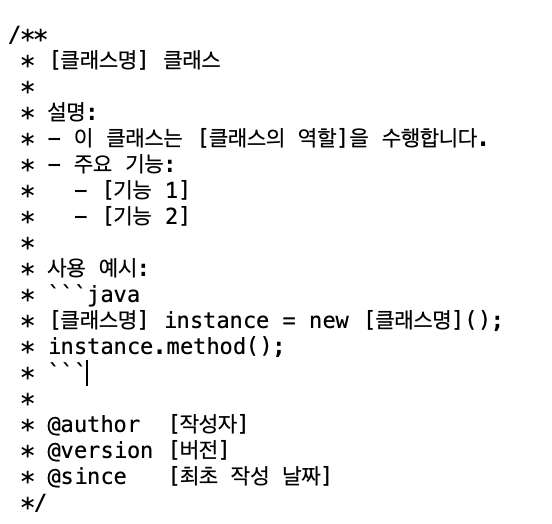 /**
 * [클래스명] 클래스
 *
 * 설명:
 * - 이 클래스는 [클래스의 역할]을 수행합니다.
 * - 주요 기능:
 *   - [기능 1]
 *   - [기능 2]
 *
 * 사용 예시:
 * ```java
 * [클래스명] instance = new [클래스명]();
 * instance.method();
 * ```
 *
 * @author  [작성자]
 * @version [버전]
 * @since   [최초 작성 날짜]
 */